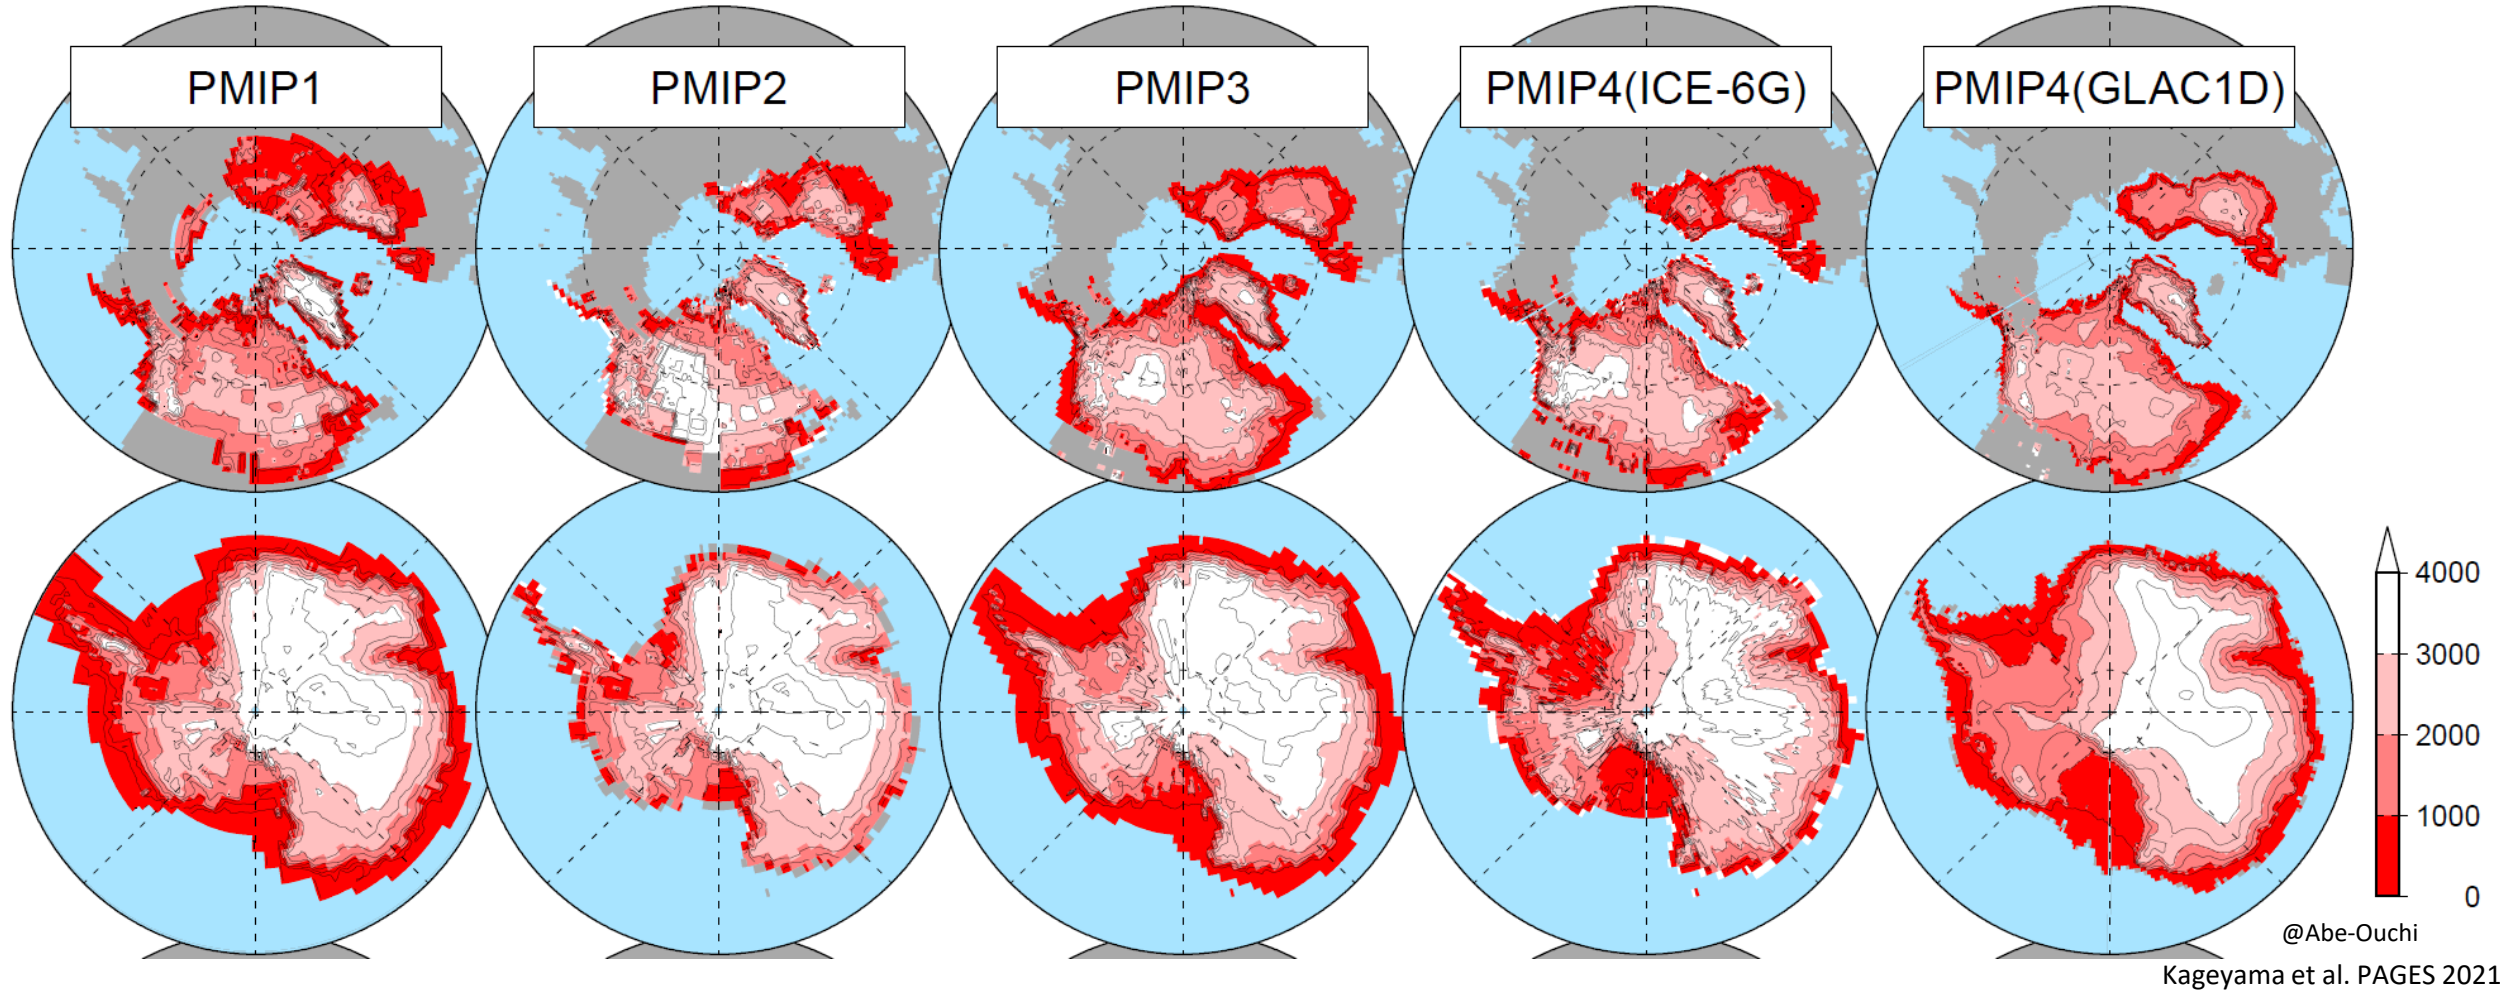 PMIP1
PMIP2
PMIP3
PMIP4(ICE-6G)
PMIP4(GLAC1D)
4000
3000
2000
1000
0
@Abe-Ouchi
Kageyama et al. PAGES 2021